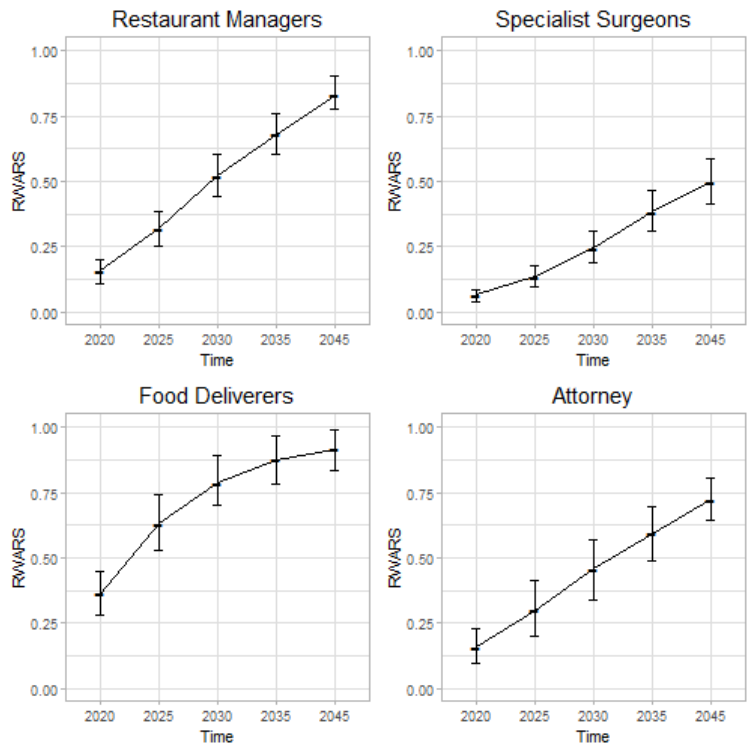 Restaurant Managers
1.00
0.75
0.50
0.25
0.00
RWARS
2020 2025 2030 2035 2045
Time
Specialist Surgeons
1.00
0.75
0.50
0.25
0.00
RWARS
2020 2025 2030 2035 2045
Time
Food Deliverers
1.00
0.75
0.50
0.25
0.00
RWARS
2020 2025 2030 2035 2045
Time
Attorney
1.00
0.75
0.50
0.25
0.00
RWARS
2020 2025 2030 2035 2045
Time